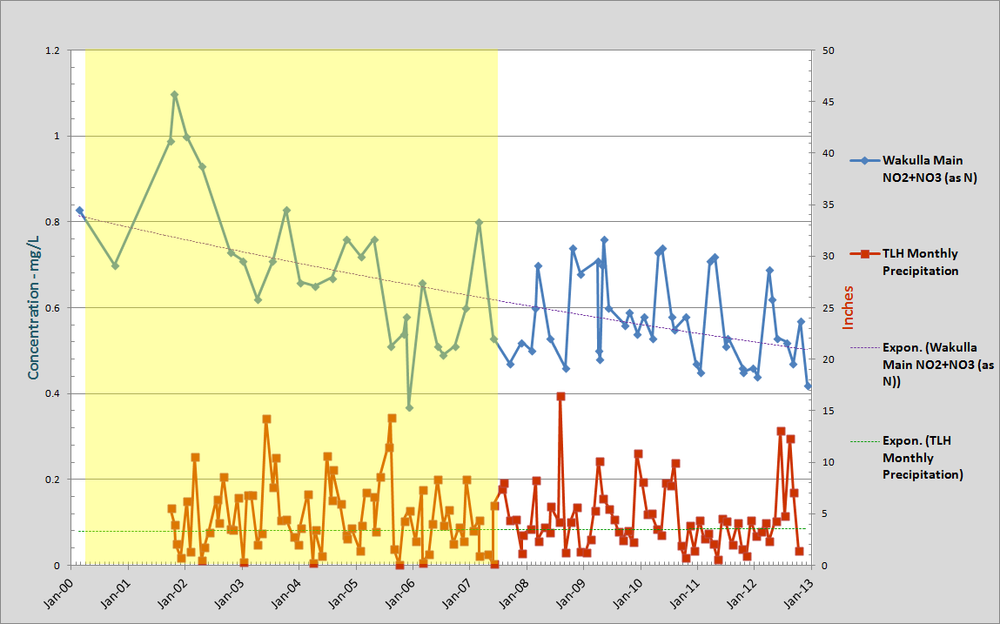 1.2
1
0.8
0.6
0.4
0.2
0
Concentration - mg/L
50
45
40
35
30
25
20
15
10
5
0
Inches
Jan-00
Jan-01
Jan-02
Jan-03
Jan-04
Jan-05
Jan-06
Jan-07
Jan-08
Jan-09
Jan-10
Jan-11
Jan-12
Jan-13
Wakulla Main
NO2+NO3 (as N)
TLH Monthly
Precipitation
Expon. (Wakulla
Main NO2+NO3 (as
N))
Expon. (TLH
Monthly
Precipitation)